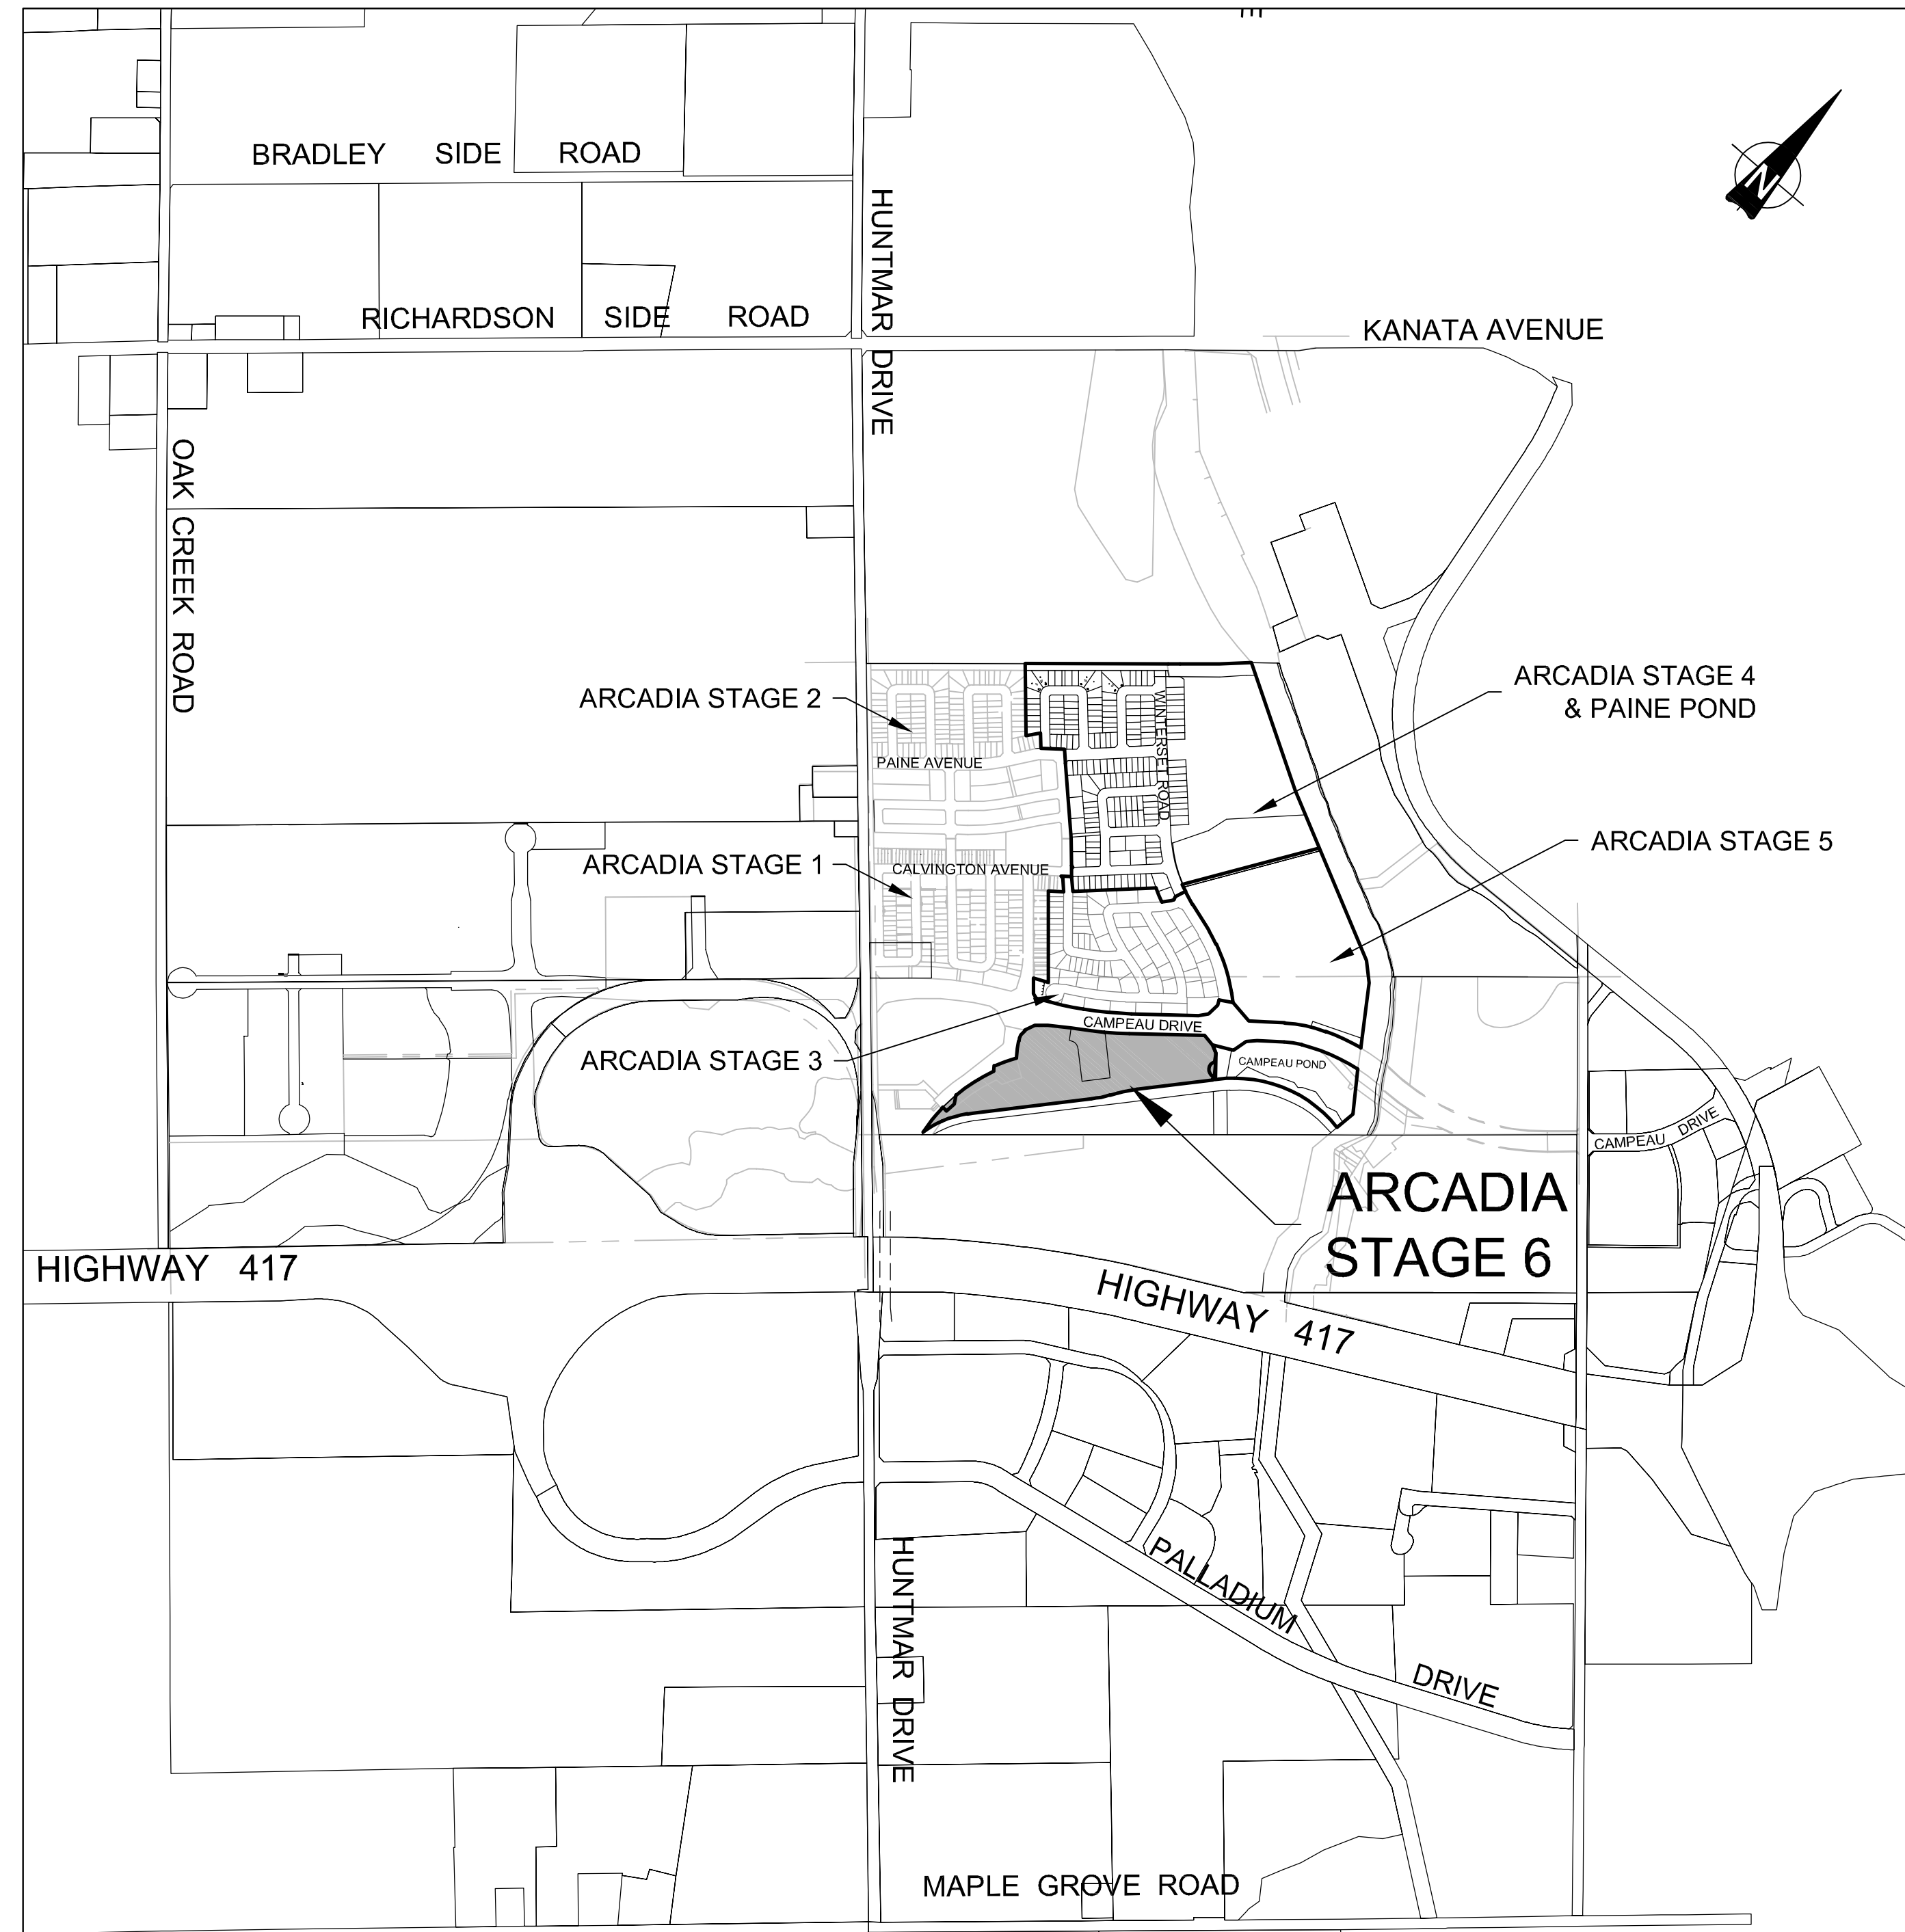 BRADLEY SIDE ROAD
N
HUNTMAR DRIVE
RICHARDSON SIDE ROAD
KANATA AVENUE
OAK CREEK ROAD
ARCADIA STAGE 2
ARCADIA STAGE 4
& PAINE POND
WINTERSET ROAD
PAINE AVENUE
ARCADIA STAGE 5
ARCADIA STAGE 1
CALVINGTON AVENUE
CAMPEAU DRIVE
ARCADIA STAGE 3
CAMPEAU POND
CAMPEAU DRIVE
ARCADIA
STAGE 6
HIGHWAY 417
HIGHWAY 417
PALLADIUM DRIVE
HUNTMAR DRIVE
MAPLE GROVE ROAD